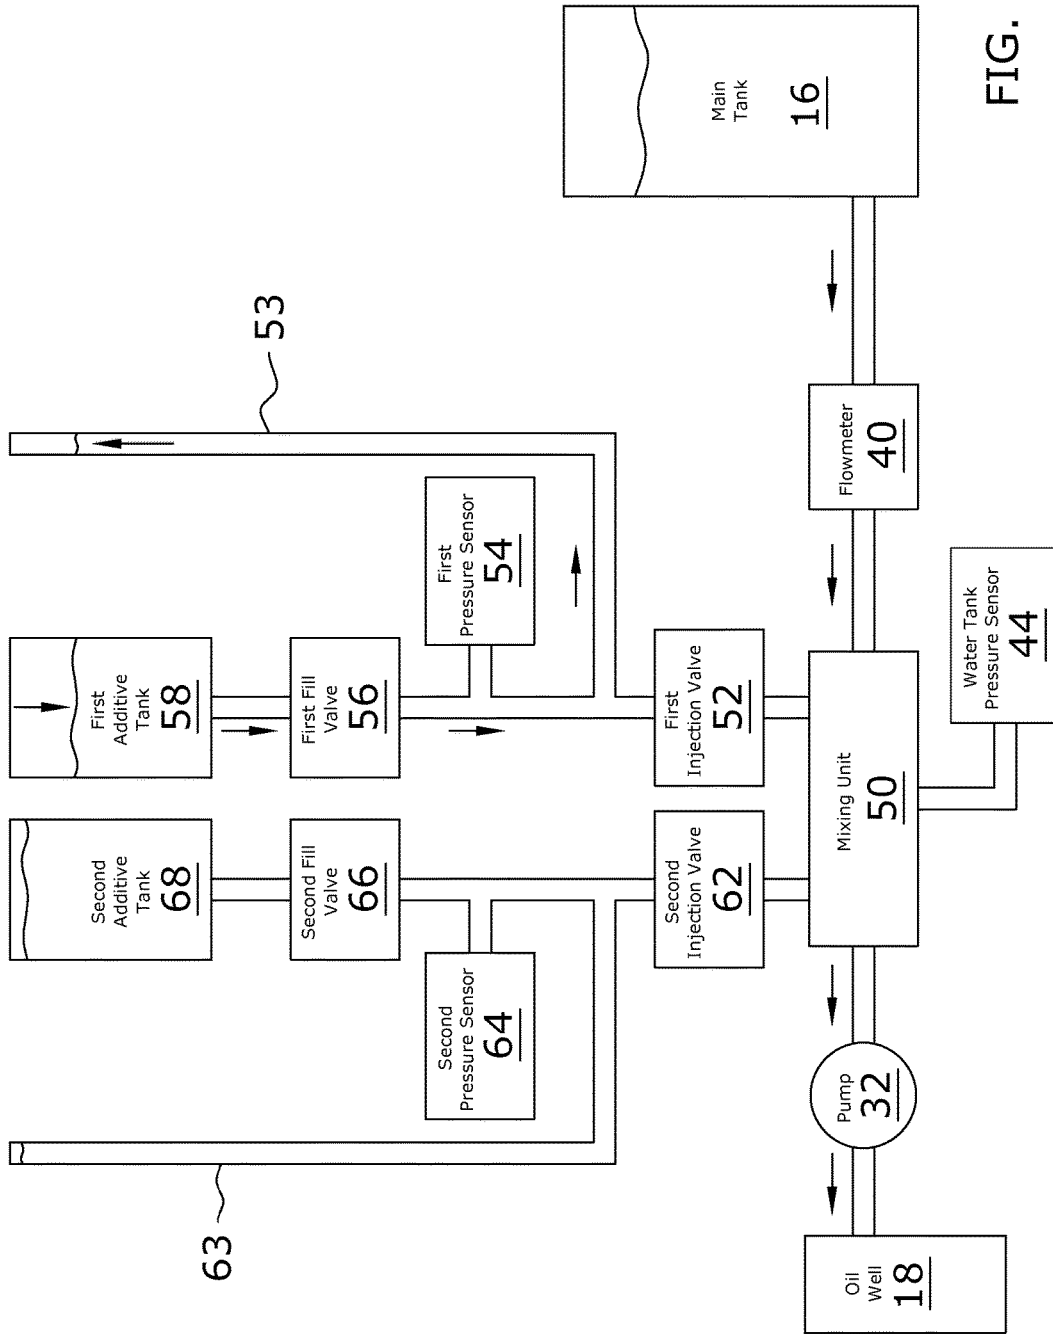 63
Second
Additive
Tank
68
First
Additive
Tank
58
53
Second Fill
Valve
66
First Fill
Valve
56
Second
Pressure Sensor
64
First
Pressure Sensor
54
Main
Tank
16
Second
Injection Valve
62
First
Injection Valve
52
Oil
Well
18
Pump
32
Mixing Unit
50
Flowmeter
40
Water Tank
Pressure Sensor
44
FIG.